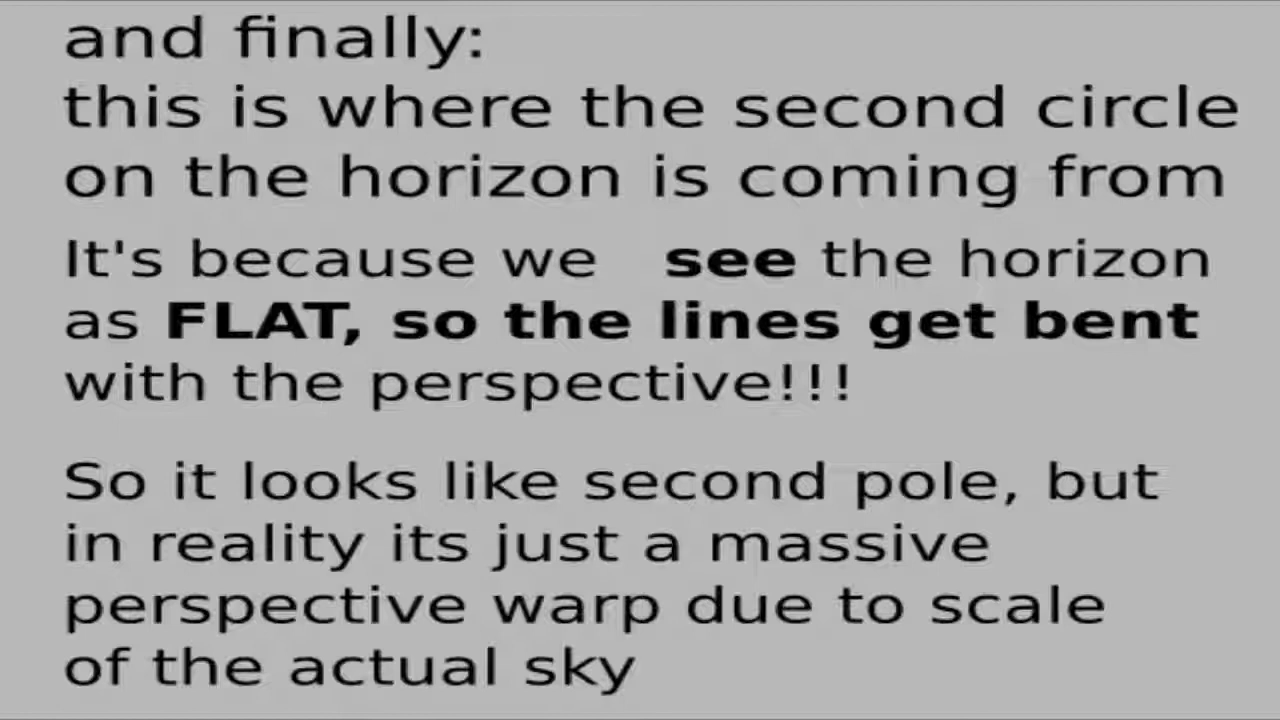 and finally:
this is where the second circle
on the horizon is coming from
It's because we see the horizon
as FLAT, so the lines get bent
with the perspective!!!
So it looks like second pole, but
in reality its just a massive
perspective warp due to scale
of the actual sky